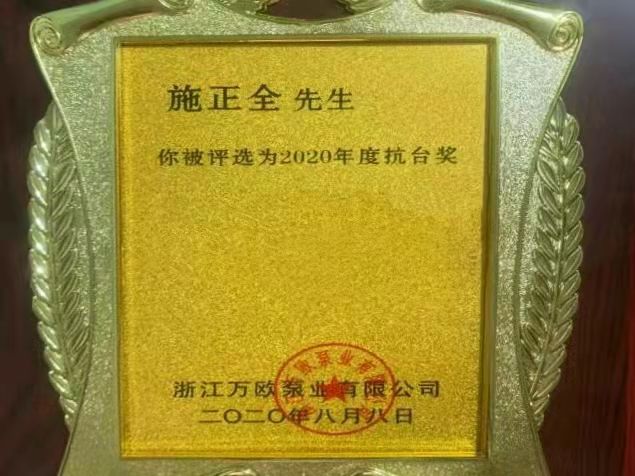 施正全 先生
你被评选为2020年度抗台奖
浙江万欧泵业有限公司
二〇二〇年八月八日